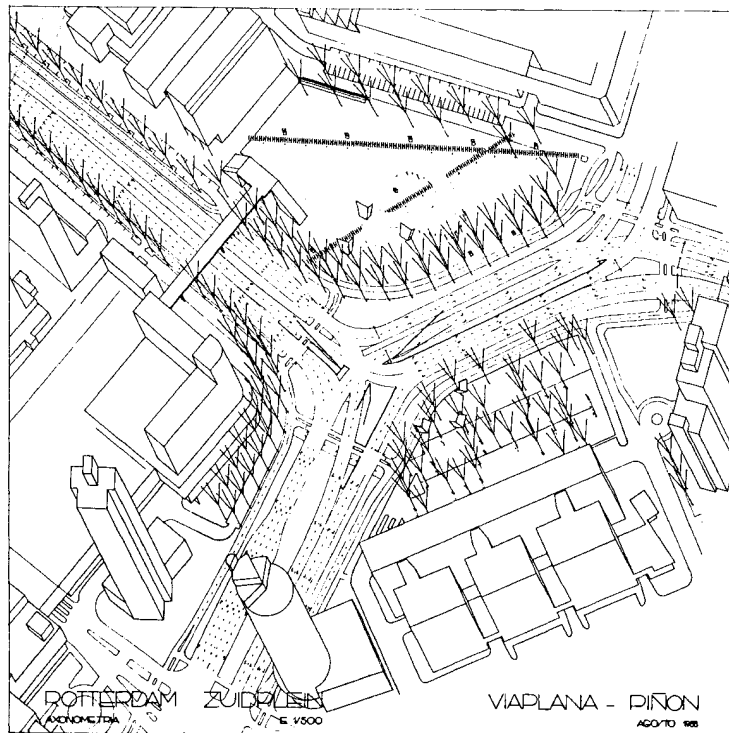 ROTTERDAM ZUIDPLEIN
VIAPLANA - PIÑON
AXONOMETRIA E 1/500
AGOSTO 1988